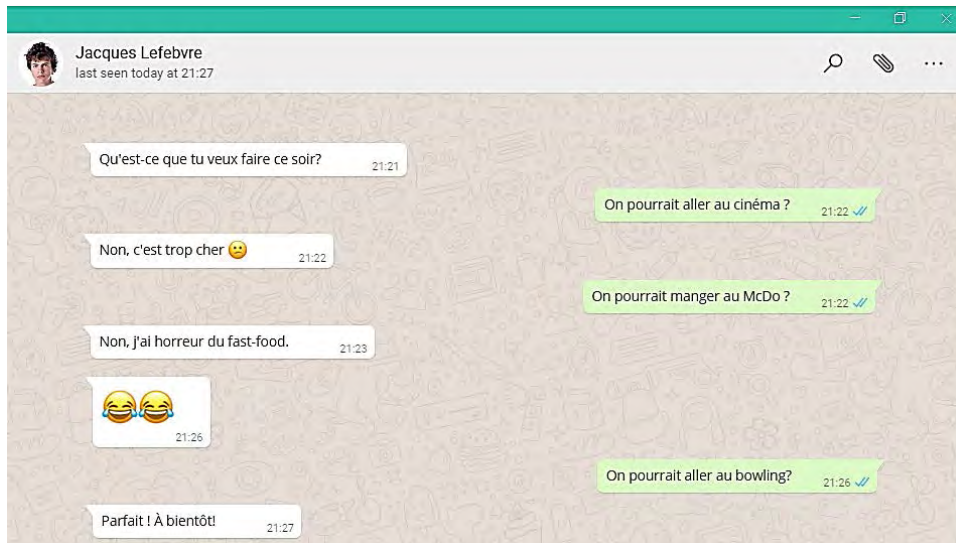 Jacques Lefebvre
last seen today at 21:27
Qu'est-ce que tu veux faire ce soir?
21:21
On pourrait aller au cinéma ?
21:22
Non, c'est trop cher 🙁
21:22
On pourrait manger au McDo ?
21:22
Non, j'ai horreur du fast-food.
21:23
😂😂
21:26
On pourrait aller au bowling?
21:26
Parfait ! À bientôt!
21:27